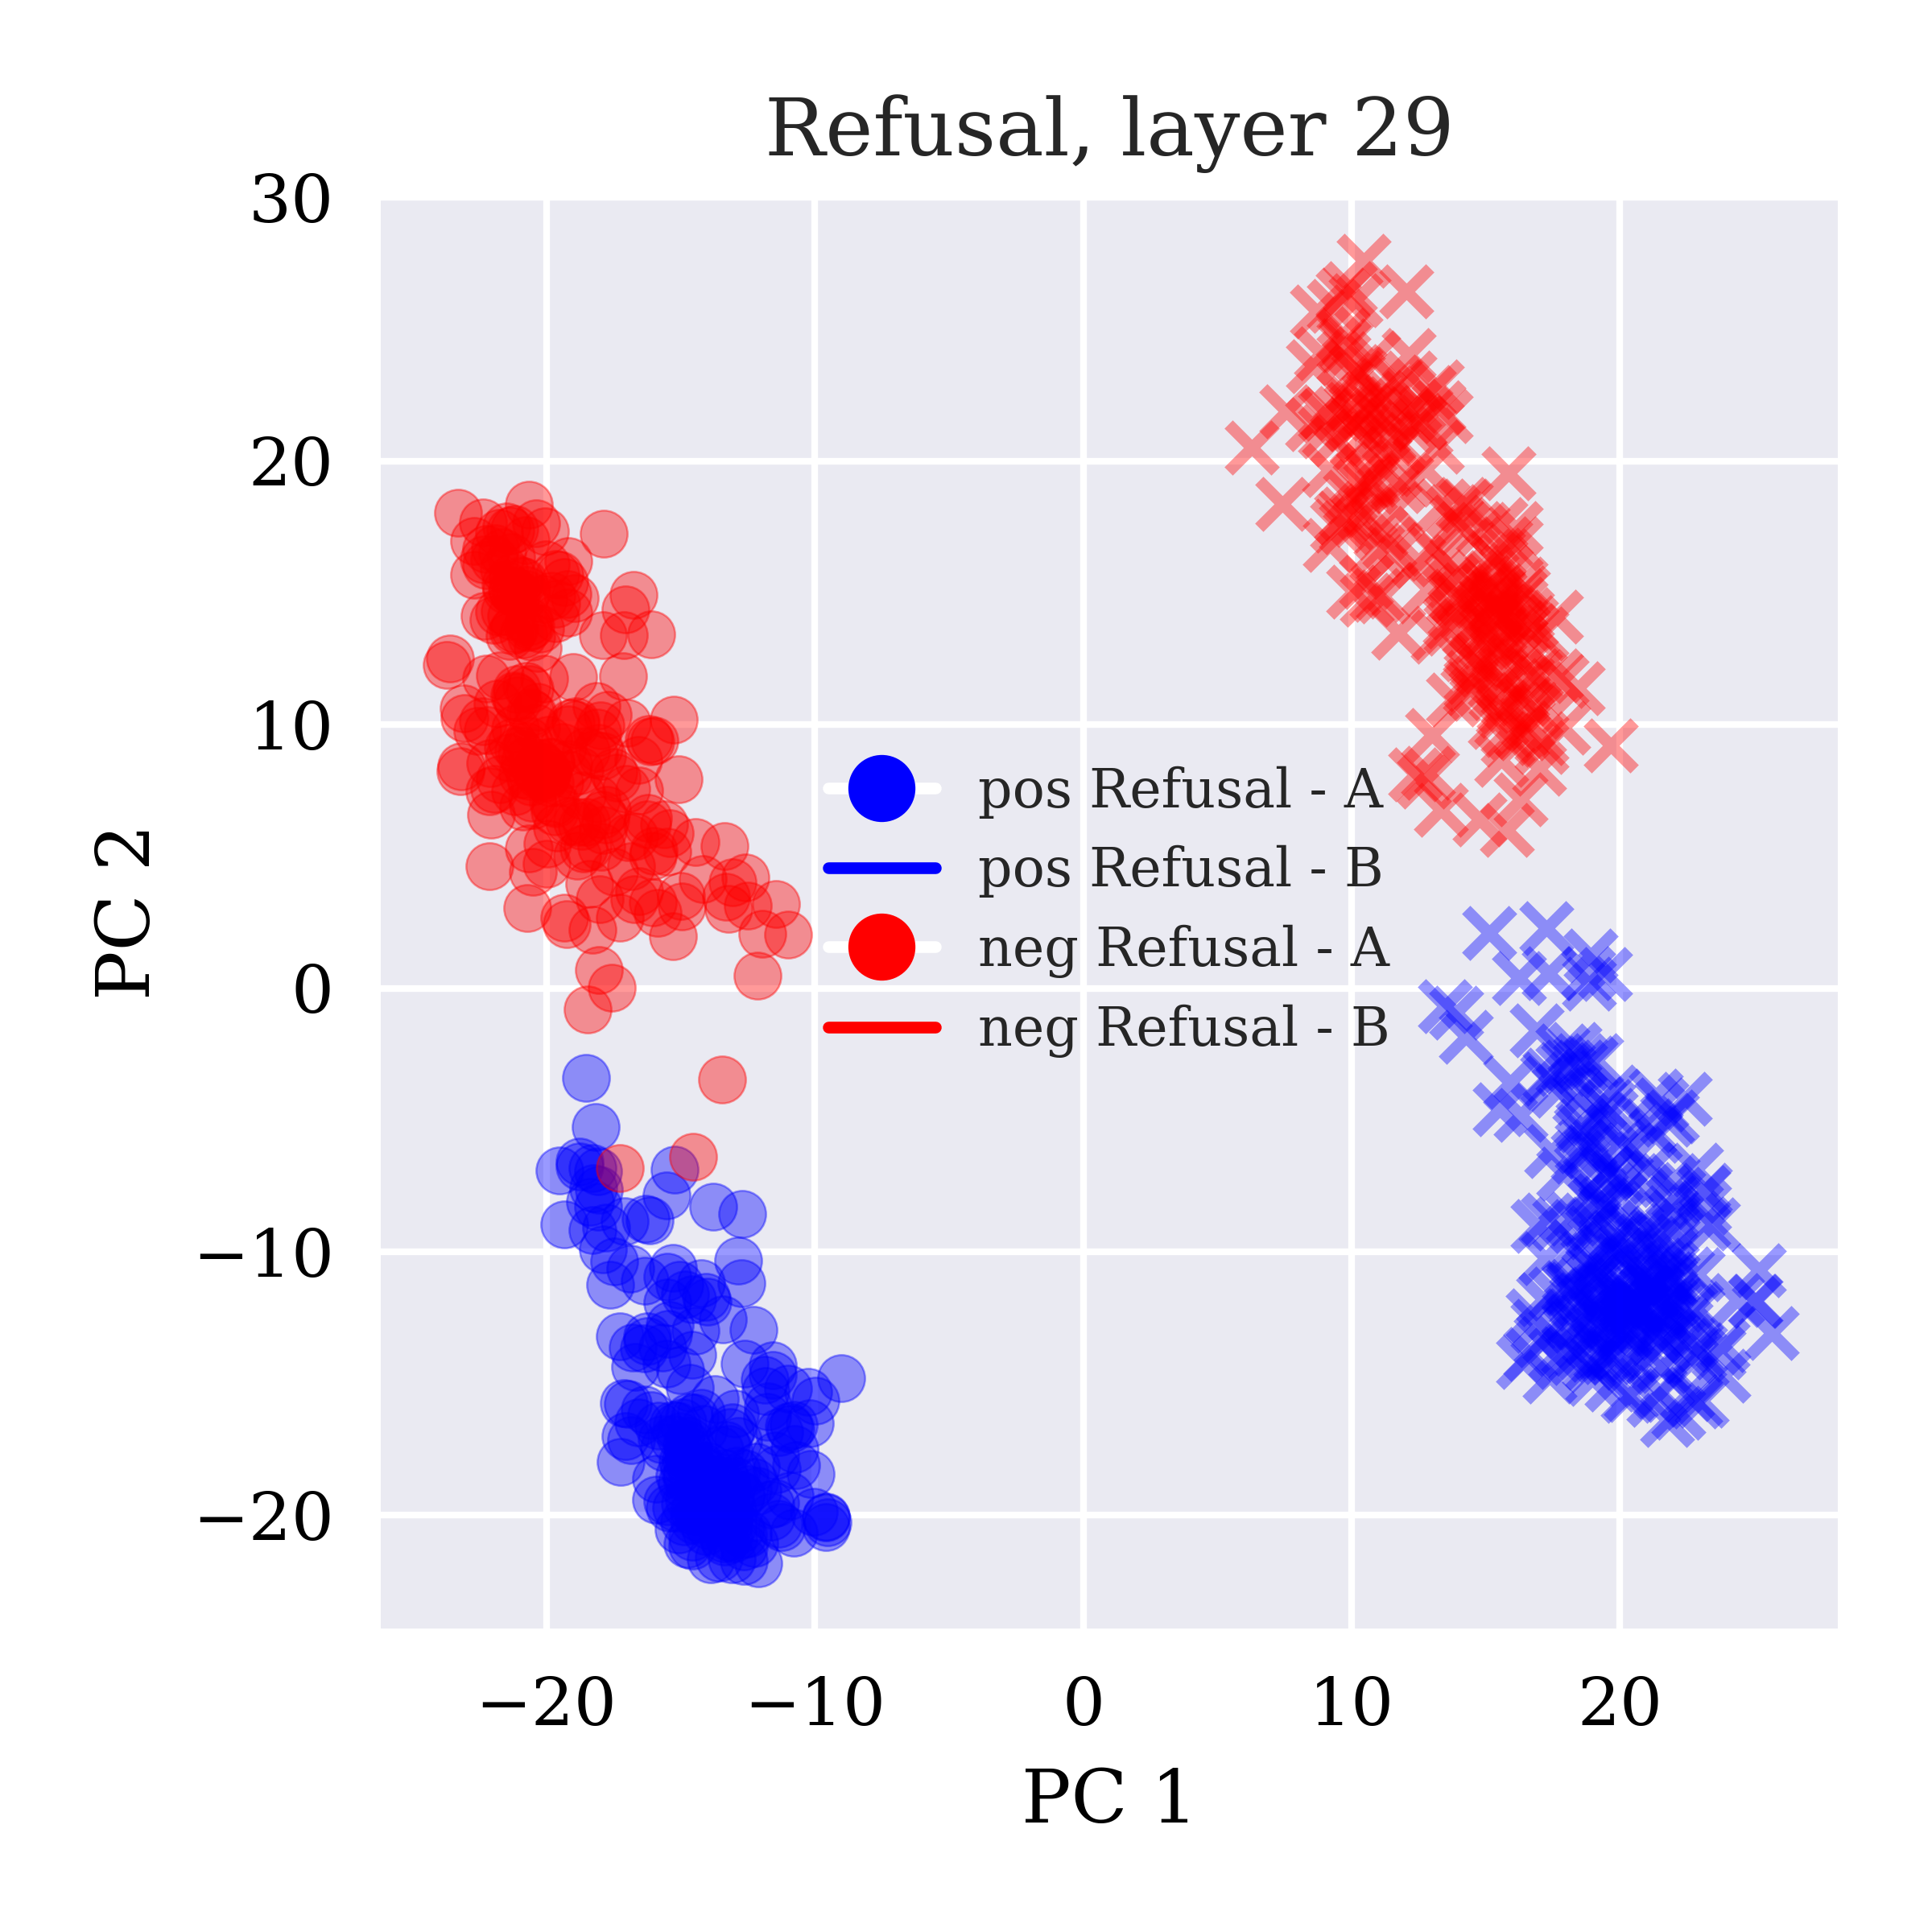 Refusal, layer 29
30
20
10
0
−10
−20
PC 2
pos Refusal - A
pos Refusal - B
neg Refusal - A
neg Refusal - B
−20 −10 0 10 20
PC 1